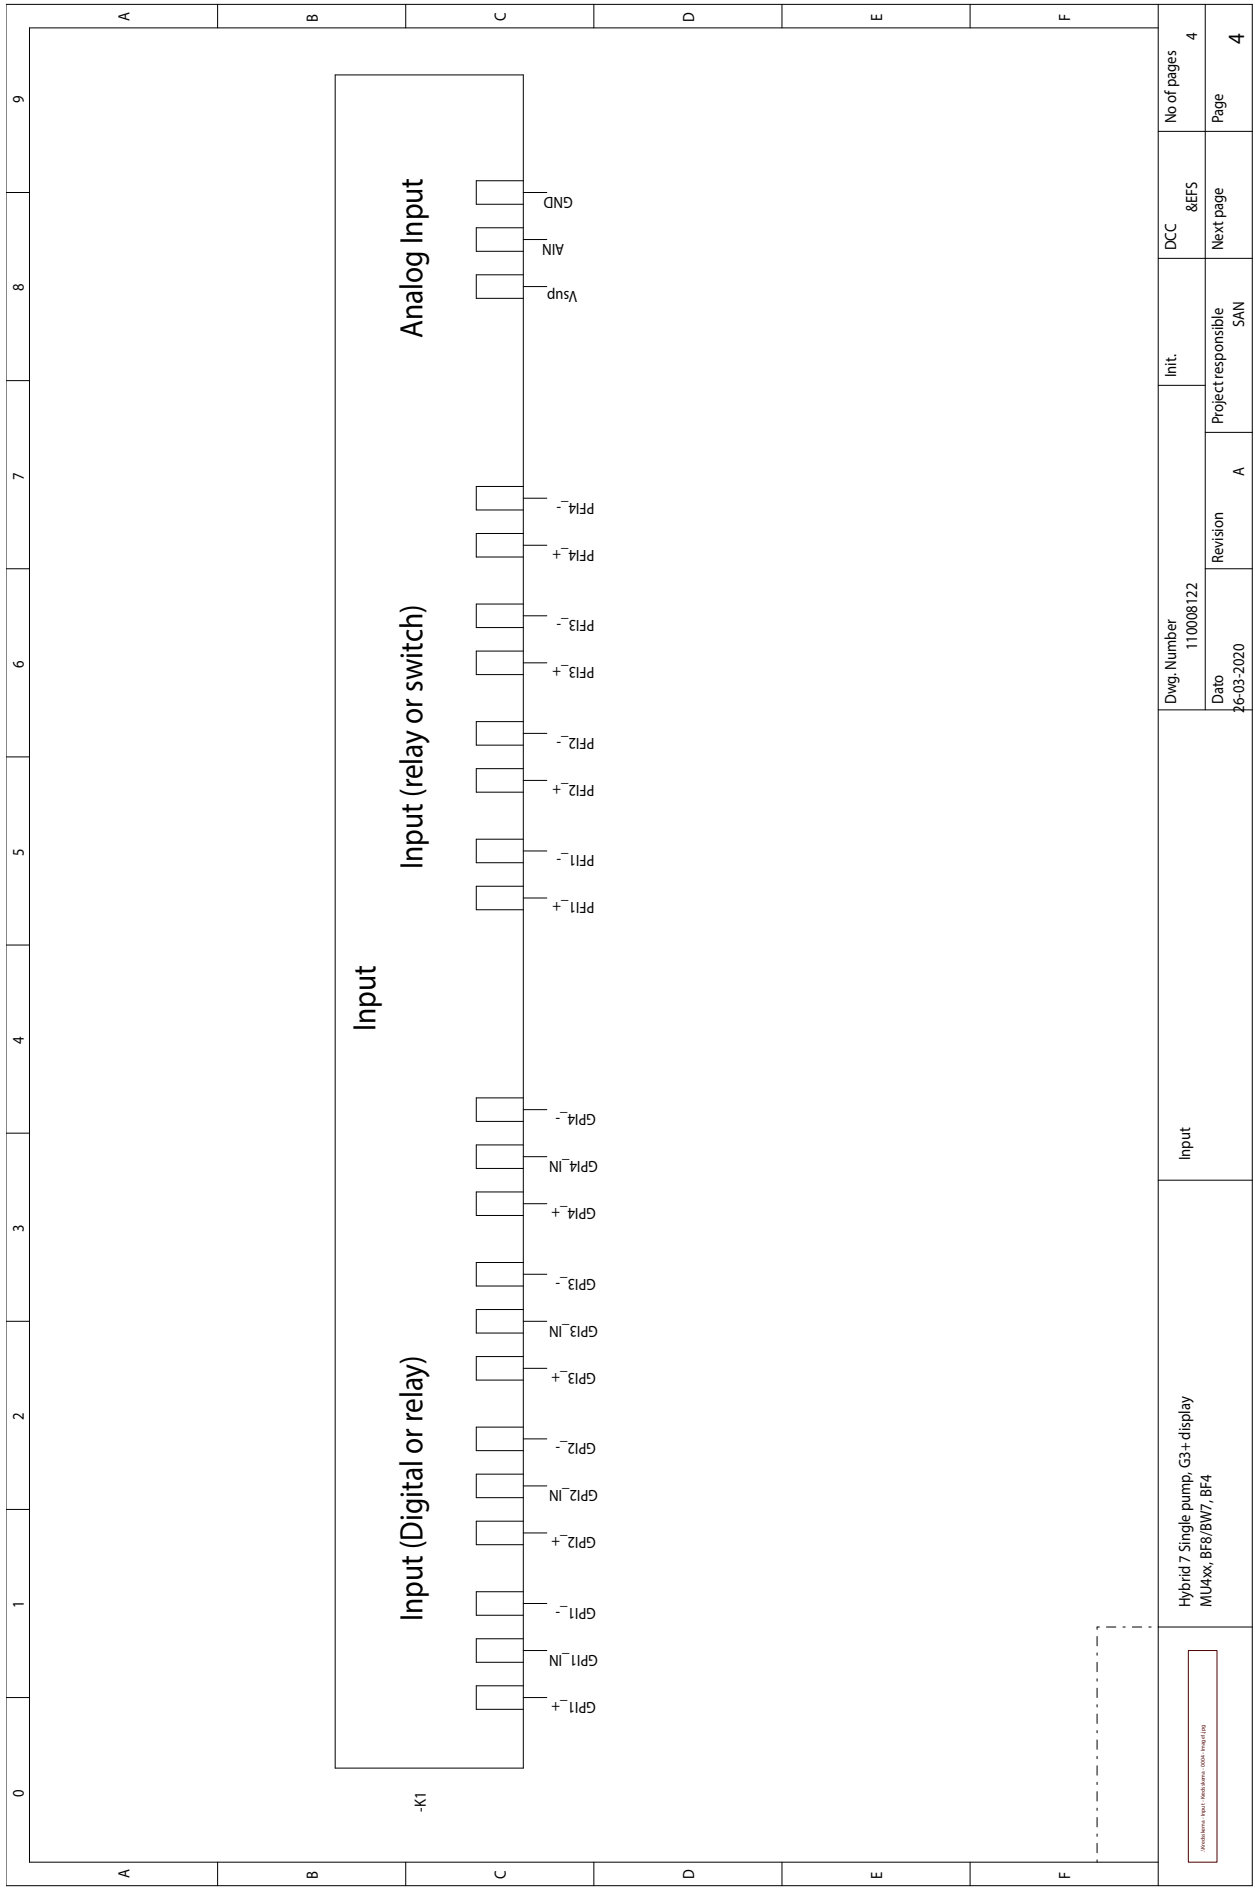 0 1 2 3 4 5 6 7 8 9
A A
B B
Input
C C
-K1
Input (Digital or relay) Input (relay or switch) Analog Input
GPI1_+ GPI1_IN GPI1_- GPI2_+ GPI2_IN GPI2_- GPI3_+ GPI3_IN GPI3_- GPI4_+ GPI4_IN GPI4_- PFI1_+ PFI1_- PFI2_+ PFI2_- PFI3_+ PFI3_- PFI4_+ PFI4_- Vsup AIN GND
D D
E E
F F
Hybrid 7 Single pump, G3+ display
MU4xx, BF8/BW7, BF4
Input
Dwg. Number
110008122
Init.
DCC
&EFS
No of pages
4
Dato
26-03-2020
Revision
A
Project responsible
SAN
Next page
Page
4